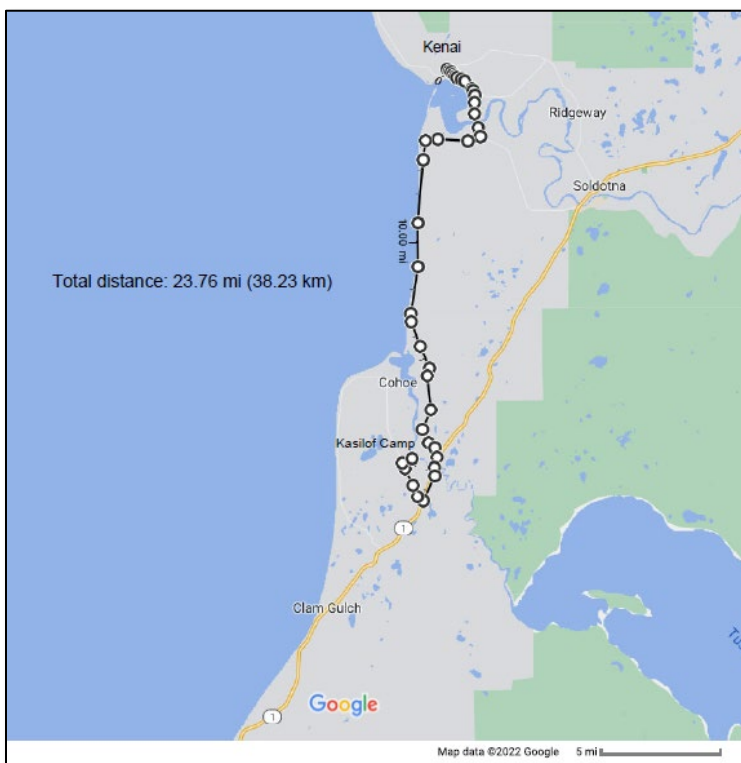 Kenai
Ridgeway
Soldotna
10.00 mi
Total distance: 23.76 mi (38.23 km)
Cohoe
Kasilof Camp
1
Clam Gulch
Google
1
Map data ©2022 Google 5 mi